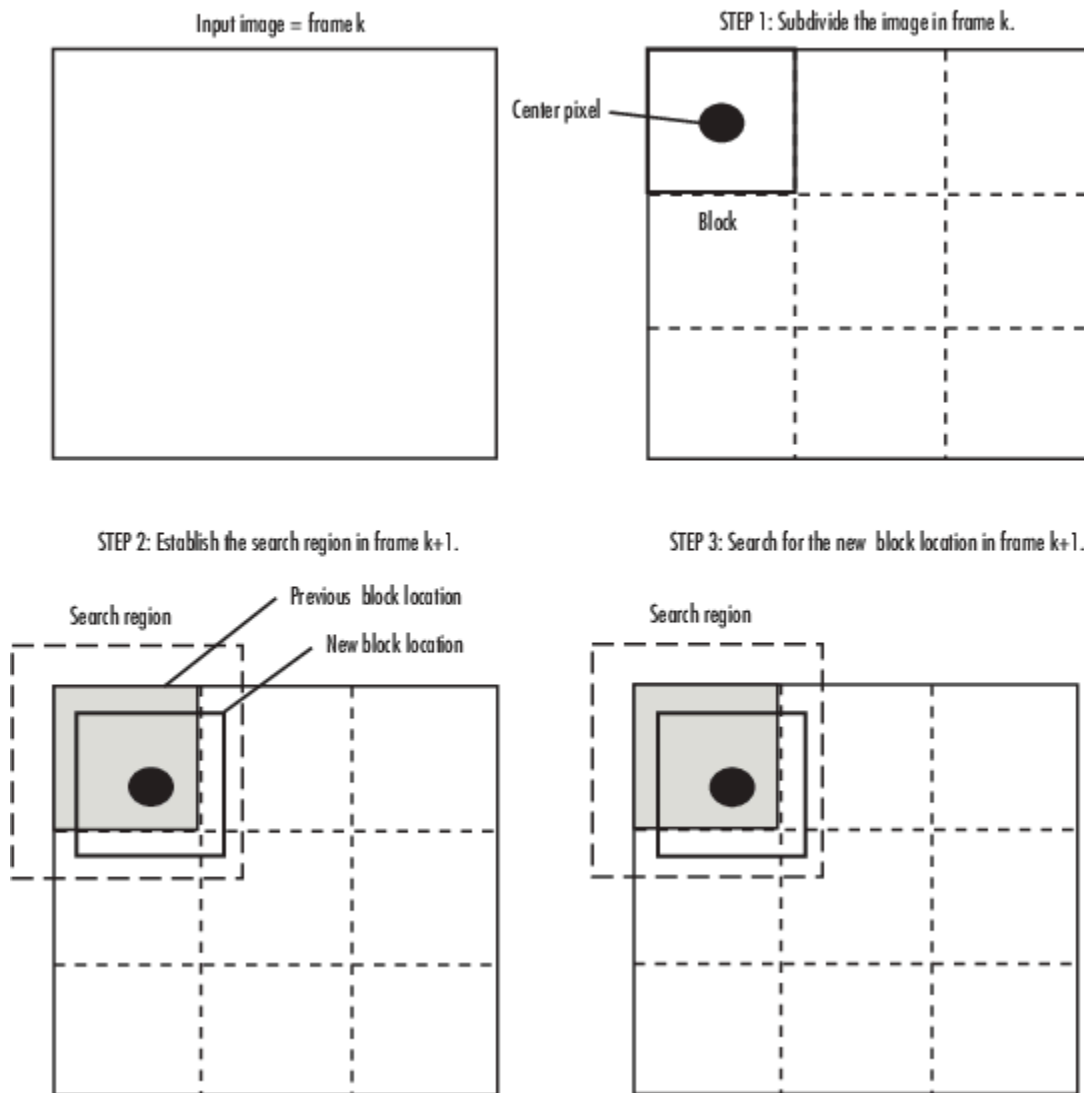 Input image = frame k
STEP 1: Subdivide the image in frame k.
Center pixel
Block
STEP 2: Establish the search region in frame k+1.
Previous block location
Search region
New block location
STEP 3: Search for the new block location in frame k+1.
Search region